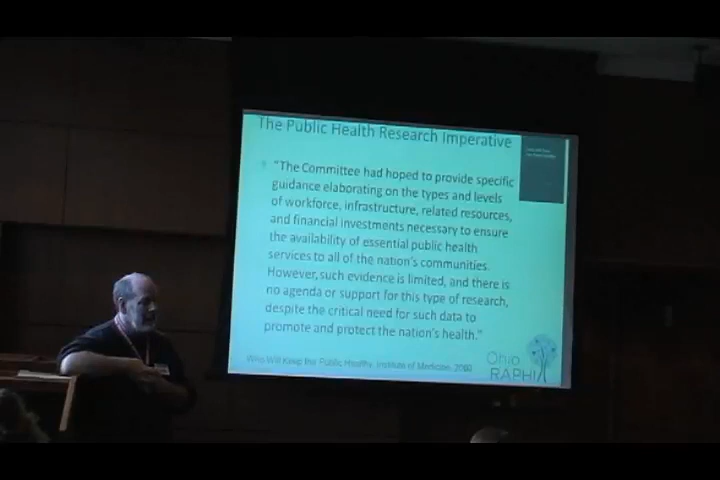 The Public Health Research Imperative
"The Committee had hoped to provide specific
guidance elaborating on the types and levels
of workforce, infrastructure, related resources,
and financial investments necessary to ensure
the availability of essential public health
services to all of the nation's communities.
However, such evidence is limited, and there is
no agenda or support for this type of research,
despite the critical need for such data to
promote and protect the nation's health."
Who Will Keep the Public Healthy, Institute of Medicine,
Ohio
RAPHI